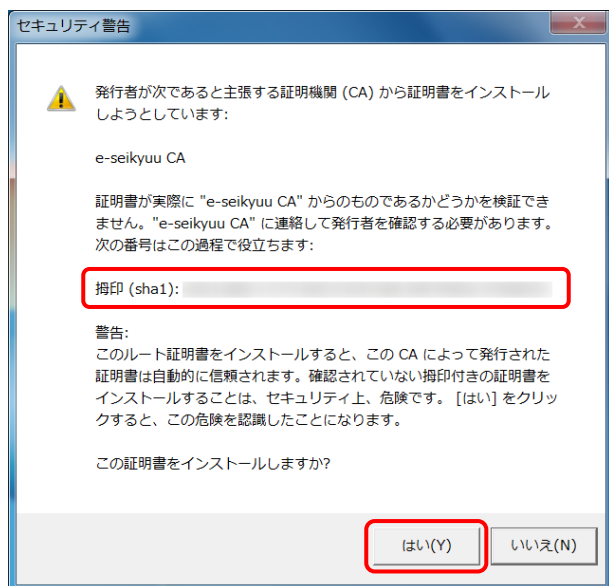 セキュリティ警告
発行者が次であると主張する証明機関 (CA) から証明書をインストール
しようとしています:
e-seikyuu CA
証明書が実際に "e-seikyuu CA" からのものであるかどうかを検証でき
ません。"e-seikyuu CA" に連絡して発行者を確認する必要があります。
次の番号はこの過程で役立ちます:
拇印 (sha1):
警告:
このルート証明書をインストールすると、この CA によって発行された
証明書は自動的に信頼されます。確認されていない拇印付きの証明書を
インストールすることは、セキュリティ上、危険です。 [はい] をクリッ
クすると、この危険を認識したことになります。
この証明書をインストールしますか?
はい(Y)
いいえ(N)